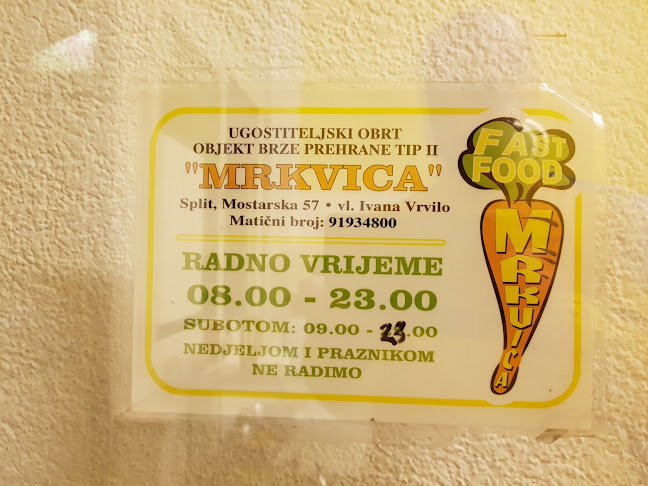 UGOSTITELJSKI OBRT
OBJEKT BRZE PREHRANE TIP II
"MRKVICA"
Split, Mostarska 57 • vl. Ivana Vrvilo
Matični broj: 91934800
RADNO VRIJEME
08.00 - 23.00
SUBOTOM: 09.00 - 23.00
NEDJELJOM I PRAZNIKOM
NE RADIMO
FAST
FOOD
MRKVICA